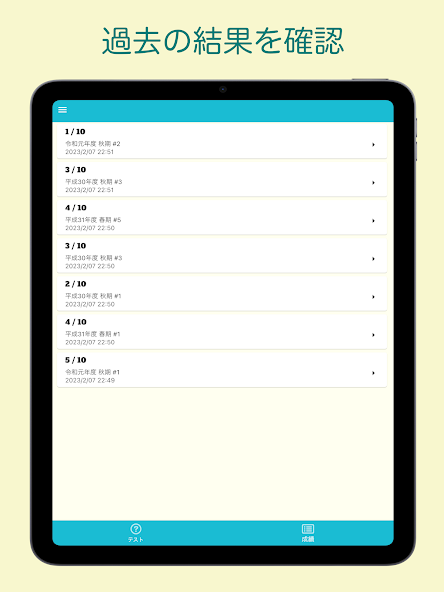 過去の結果を確認
1 / 10
令和元年度 秋期 #2
2023/2/07 22:51
3 / 10
平成30年度 秋期 #3
2023/2/07 22:51
4 / 10
平成31年度 春期 #5
2023/2/07 22:50
3 / 10
平成30年度 秋期 #3
2023/2/07 22:50
2 / 10
平成30年度 秋期 #1
2023/2/07 22:50
4 / 10
平成31年度 春期 #1
2023/2/07 22:50
5 / 10
令和元年度 秋期 #1
2023/2/07 22:49
テスト
成績